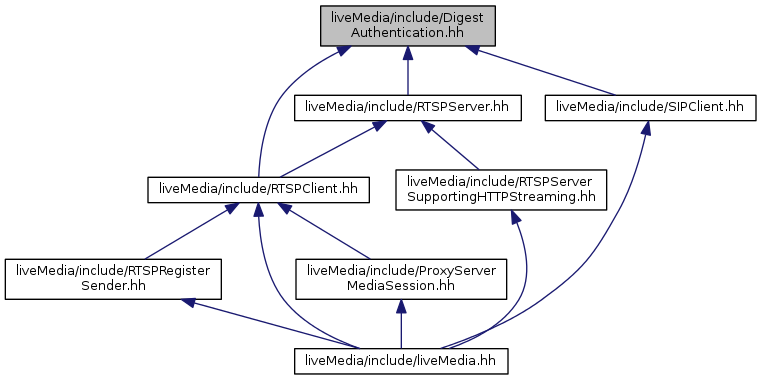 liveMedia/include/Digest
Authentication.hh
liveMedia/include/RTSPServer.hh
liveMedia/include/SIPClient.hh
liveMedia/include/RTSPClient.hh
liveMedia/include/RTSPServer
SupportingHTTPStreaming.hh
liveMedia/include/RTSPRegister
Sender.hh
liveMedia/include/ProxyServer
MediaSession.hh
liveMedia/include/liveMedia.hh